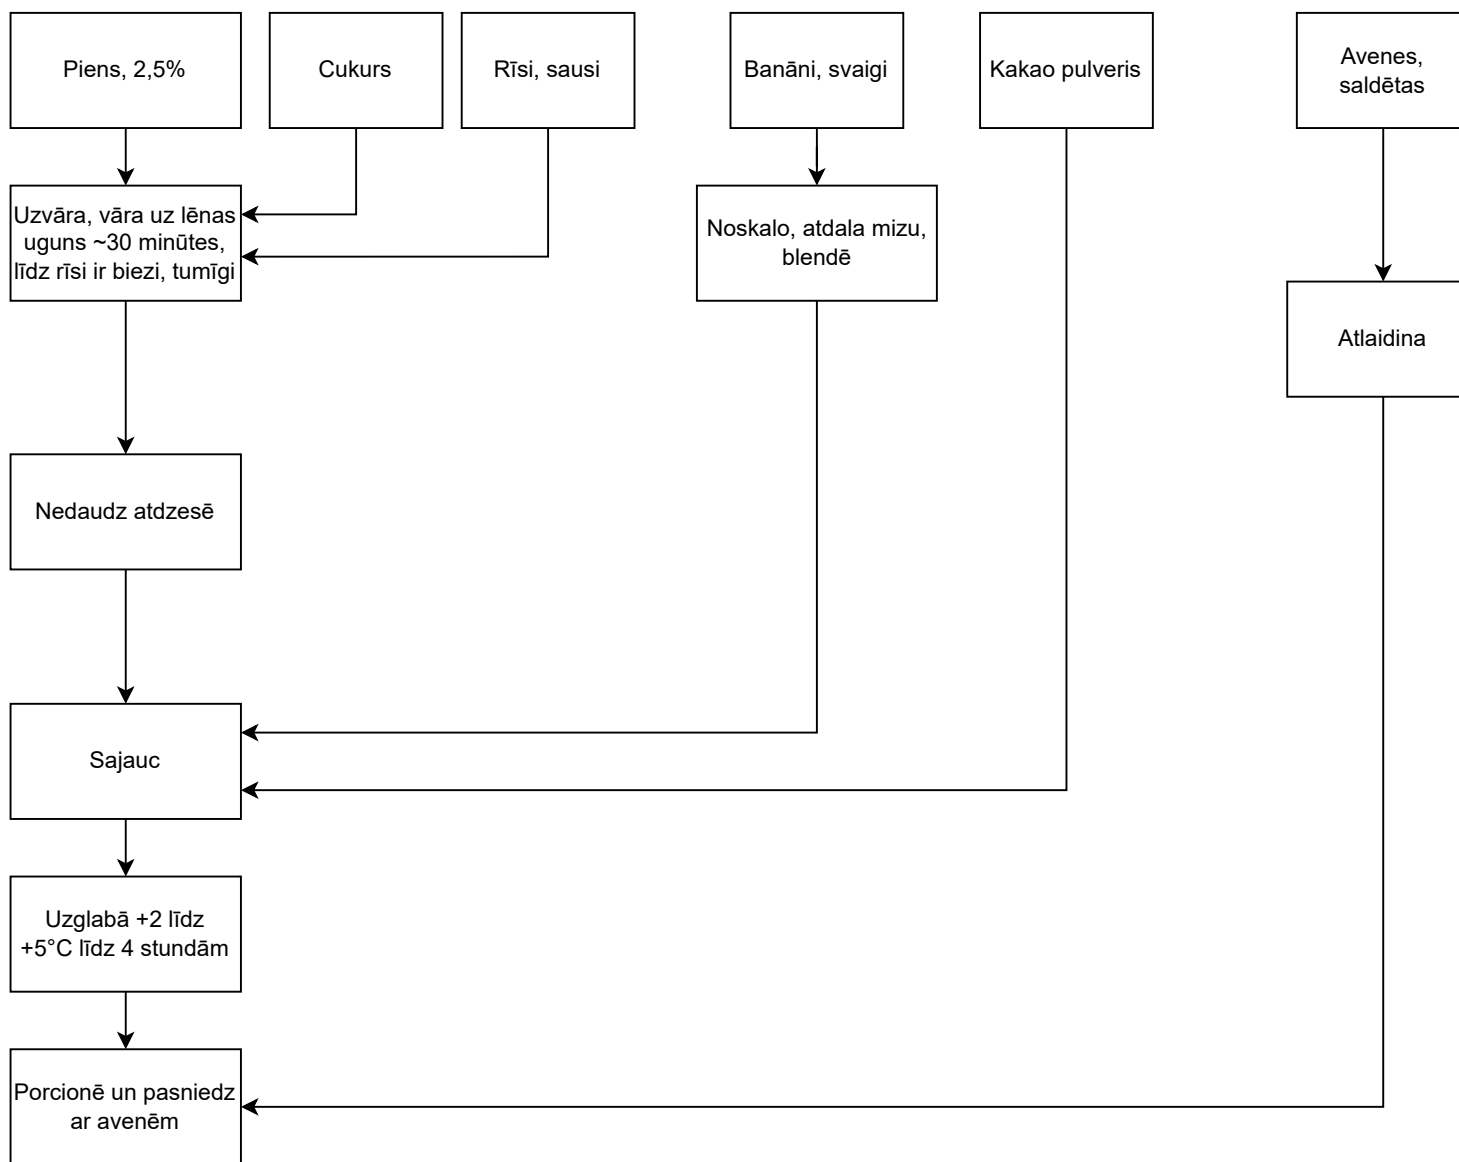 Piens, 2,5%
Cukurs
Rīsi, sausi
Banāni, svaigi
Kakao pulveris
Avenes,
saldētas
Uzvāra, vāra uz lēnas
uguns ~30 minūtes,
līdz rīsi ir biezi, tumīgi
Noskalo, atdala mizu,
blendē
Atlaidina
Nedaudz atdzesē
Sajauc
Uzglabā +2 līdz
+5°C līdz 4 stundām
Porcionē un pasniedz
ar avenēm